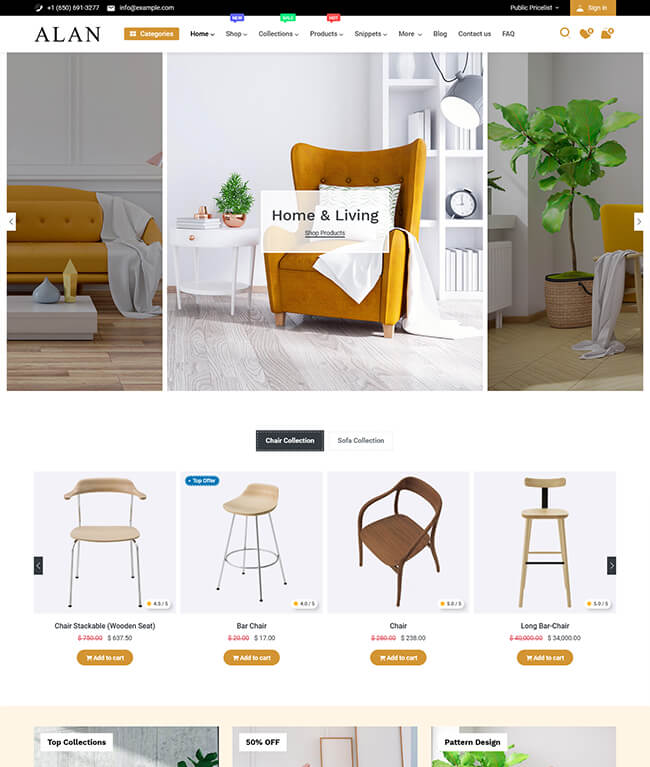 +1 (650) 691-3277 info@example.com Public Pricelist Sign in
NEW SALE HOT
ALAN Categories Home Shop Collections Products Snippets More Blog Contact us FAQ 0 0
Home & Living
Shop Products
Chair Collection Sofa Collection
+ Top Offer
4.5 / 5 4.0 / 5 5.0 / 5 5.0 / 5
Chair Stackable (Wooden Seat) Bar Chair Chair Long Bar-Chair
$ 750.00 $ 637.50 $ 20.00 $ 17.00 $ 280.00 $ 238.00 $ 40,000.00 $ 34,000.00
Add to cart Add to cart Add to cart Add to cart
Top Collections 50% OFF Pattern Design